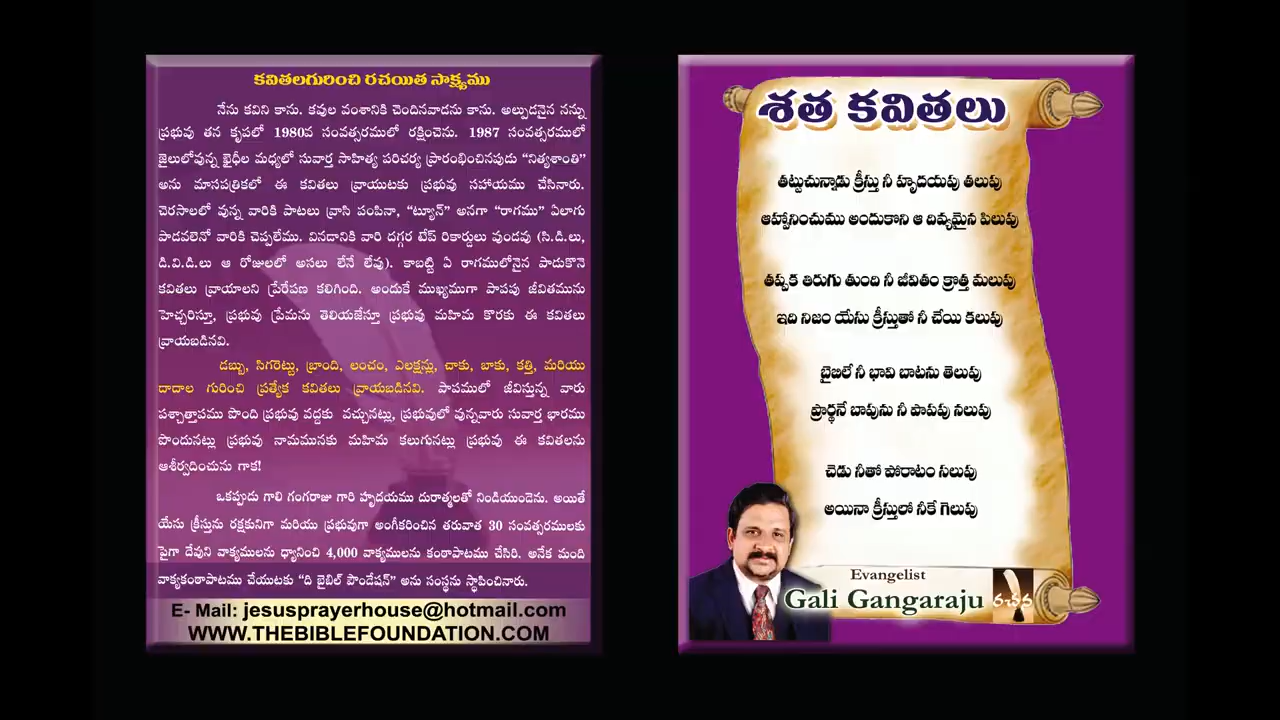 కవితలగురించి రచయిత సాక్ష్యము
నేను కవిని కాను. కవుల వంశానికి చెందినవాడను కాను. అల్పుడనైన నన్ను
ప్రభువు తన కృపలో 1980వ సంవత్సరములో రక్షించెను. 1987 సంవత్సరములో
జైలులోవున్న ఖైధీల మధ్యలో సువార్త సాహిత్య పరిచర్య ప్రారంభించినపుడు “నిత్యశాంతి”
అను మాసపత్రికలో ఈ కవితలు వ్రాయుటకు ప్రభువు సహాయము చేసినారు.
చెరసాలలో వున్న వారికి పాటలు వ్రాసి పంపినా, “ట్యూన్” అనగా “రాగము” ఏలాగు
పాడవలెనో వారికి చెప్పలేము. వినడానికి వారి దగ్గర టేప్ రికార్డులు వుండవు (సి.డి.లు,
డి.వి.డి.లు ఆ రోజులలో అసలు లేనే లేవు). కాబట్టి ఏ రాగములోనైన పాడుకొనె
కవితలు వ్రాయాలని ప్రేరేపణ కలిగింది. అందుకే ముఖ్యముగా పాపపు జీవితమును
హెచ్చరిస్తూ, ప్రభువు ప్రేమను తెలియజేస్తూ ప్రభువు మహిమ కొరకు ఈ కవితలు
వ్రాయబడినవి.
డబ్బు, సిగరెట్టు, బ్రాంది, లంచం, ఎలక్షన్లు, చాకు, బాకు, కత్తి, మరియు
దాదాల గురించి ప్రత్యేక కవితలు వ్రాయబడినవి. పాపములో జీవిస్తున్న వారు
పశ్చాత్తాపము పొంది ప్రభువు వద్దకు వచ్చునట్లు, ప్రభువులో వున్నవారు సువార్త భారము
పొందునట్లు ప్రభువు నామమునకు మహిమ కలుగునట్లు ప్రభువు ఈ కవితలను
ఆశీర్వదించును గాక!
ఒకప్పుడు గాలి గంగరాజు గారి హృదయము దురాత్మలతో నిండియుండెను. అయితే
యేసు క్రీస్తును రక్షకునిగా మరియు ప్రభువుగా అంగీకరించిన తరువాత 30 సంవత్సరములకు
పైగా దేవుని వాక్యములను ధ్యానించి 4,000 వాక్యములను కంఠాపాటము చేసిరి. అనేక మంది
వాక్యకంఠాపాటము చేయుటకు “ది బైబిల్ ఫౌండేషన్” అను సంస్థను స్థాపించినారు.
E- Mail: jesusprayerhouse@hotmail.com
WWW.THEBIBLEFOUNDATION.COM
శత కవితలు
తట్టుచున్నాడు క్రీస్తు నీ హృదయపు తలుపు
ఆహ్వానించుము అందుకొని ఆ దివ్యమైన పిలుపు
తప్పక తిరుగు తుంది నీ జీవితం క్రొత్త మలుపు
ఇది నిజం యేసు క్రీస్తుతో నీ చేయి కలుపు
బైబిలే నీ భావి బాటను తెలుపు
ప్రార్థనే బాపును నీ పాపపు నలుపు
చెడు నీతో పోరాటం సలుపు
అయినా క్రీస్తులో నీకే గెలుపు
Evangelist
Gali Gangaraju రచన